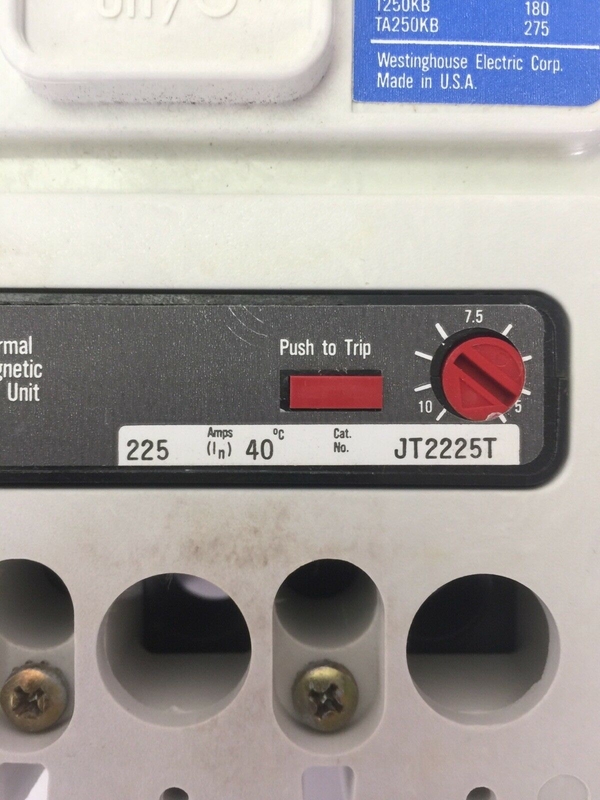 On/O
T250KB 180
TA250KB 275
Westinghouse Electric Corp.
Made in U.S.A.
7.5
rmal
gnetic
Unit
Push to Trip
10 5
225 Amps (In) 40 °C Cat. No. JT2225T